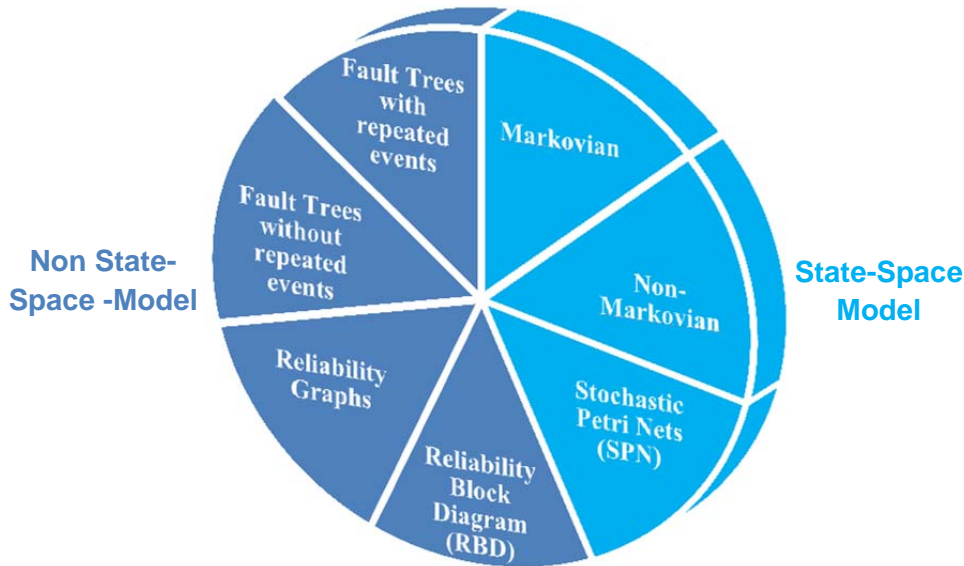 Fault Trees
with
repeated
events
Markovian
Fault Trees
without
repeated
events
Non State-
Space -Model
Non-
Markovian
State-Space
Model
Reliability
Graphs
Stochastic
Petri Nets
(SPN)
Reliability
Block
Diagram
(RBD)